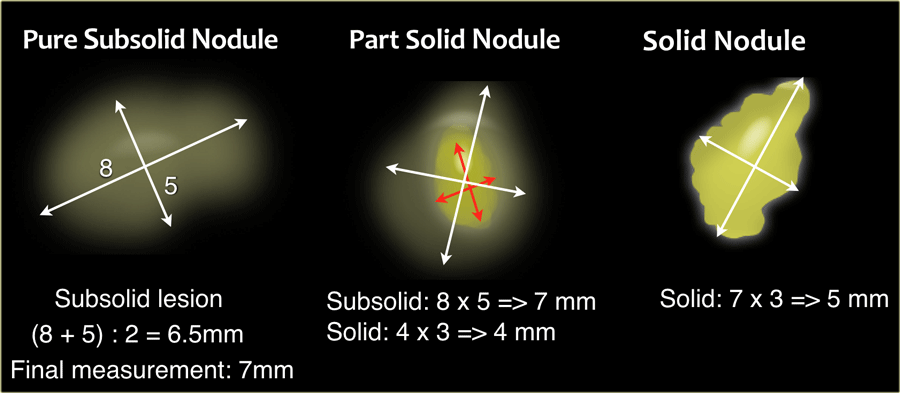 Pure Subsolid Nodule
Part Solid Nodule
Solid Nodule
8
5
Subsolid lesion
(8 + 5) : 2 = 6.5mm
Final measurement: 7mm
Subsolid: 8 x 5 => 7 mm
Solid: 4 x 3 => 4 mm
Solid: 7 x 3 => 5 mm